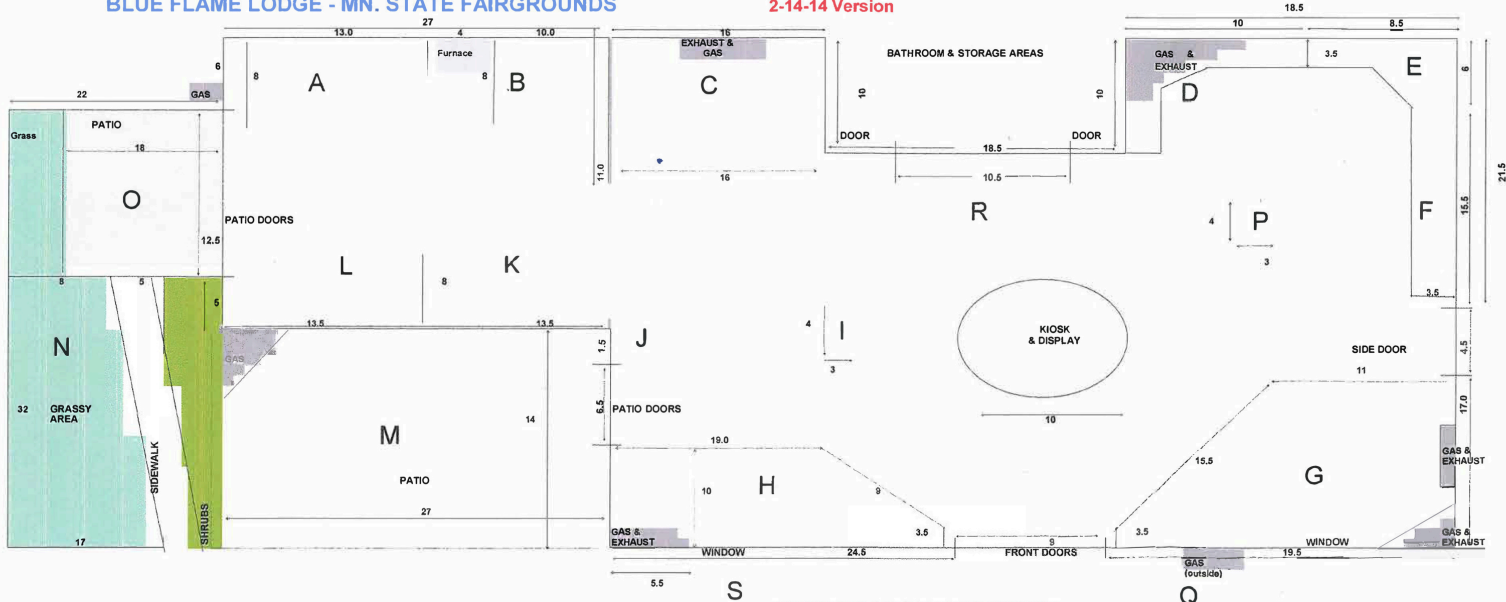 BLUE FLAME LODGE - MN. STATE FAIRGROUNDS
2-14-14 Version
27
13.0
4
10.0
16
18.5
10
8.5
Furnace
EXHAUST &
GAS
BATHROOM & STORAGE AREAS
GAS &
EXHAUST
3.5
E
6
6
8
A
8
B
C
D
GAS
22
10
10
Grass
PATIO
DOOR
DOOR
18
18.5
11.0
16
10.5
21.5
15.5
O
R
4
P
F
PATIO DOORS
12.5
3
L
K
8
5
5
8
3.5
13.5
13.5
J
4
I
KIOSK
& DISPLAY
1.5
3
SIDE DOOR
4.5
11
N
GAS
32
GRASSY
AREA
6.5
PATIO DOORS
10
17.0
14
M
19.0
PATIO
SIDEWALK
SHRUBS
10
H
9
15.5
G
GAS &
EXHAUST
27
GAS &
EXHAUST
3.5
3.5
GAS &
EXHAUST
17
WINDOW
24.5
9
FRONT DOORS
WINDOW
19.5
GAS
(outside)
5.5
S
Q